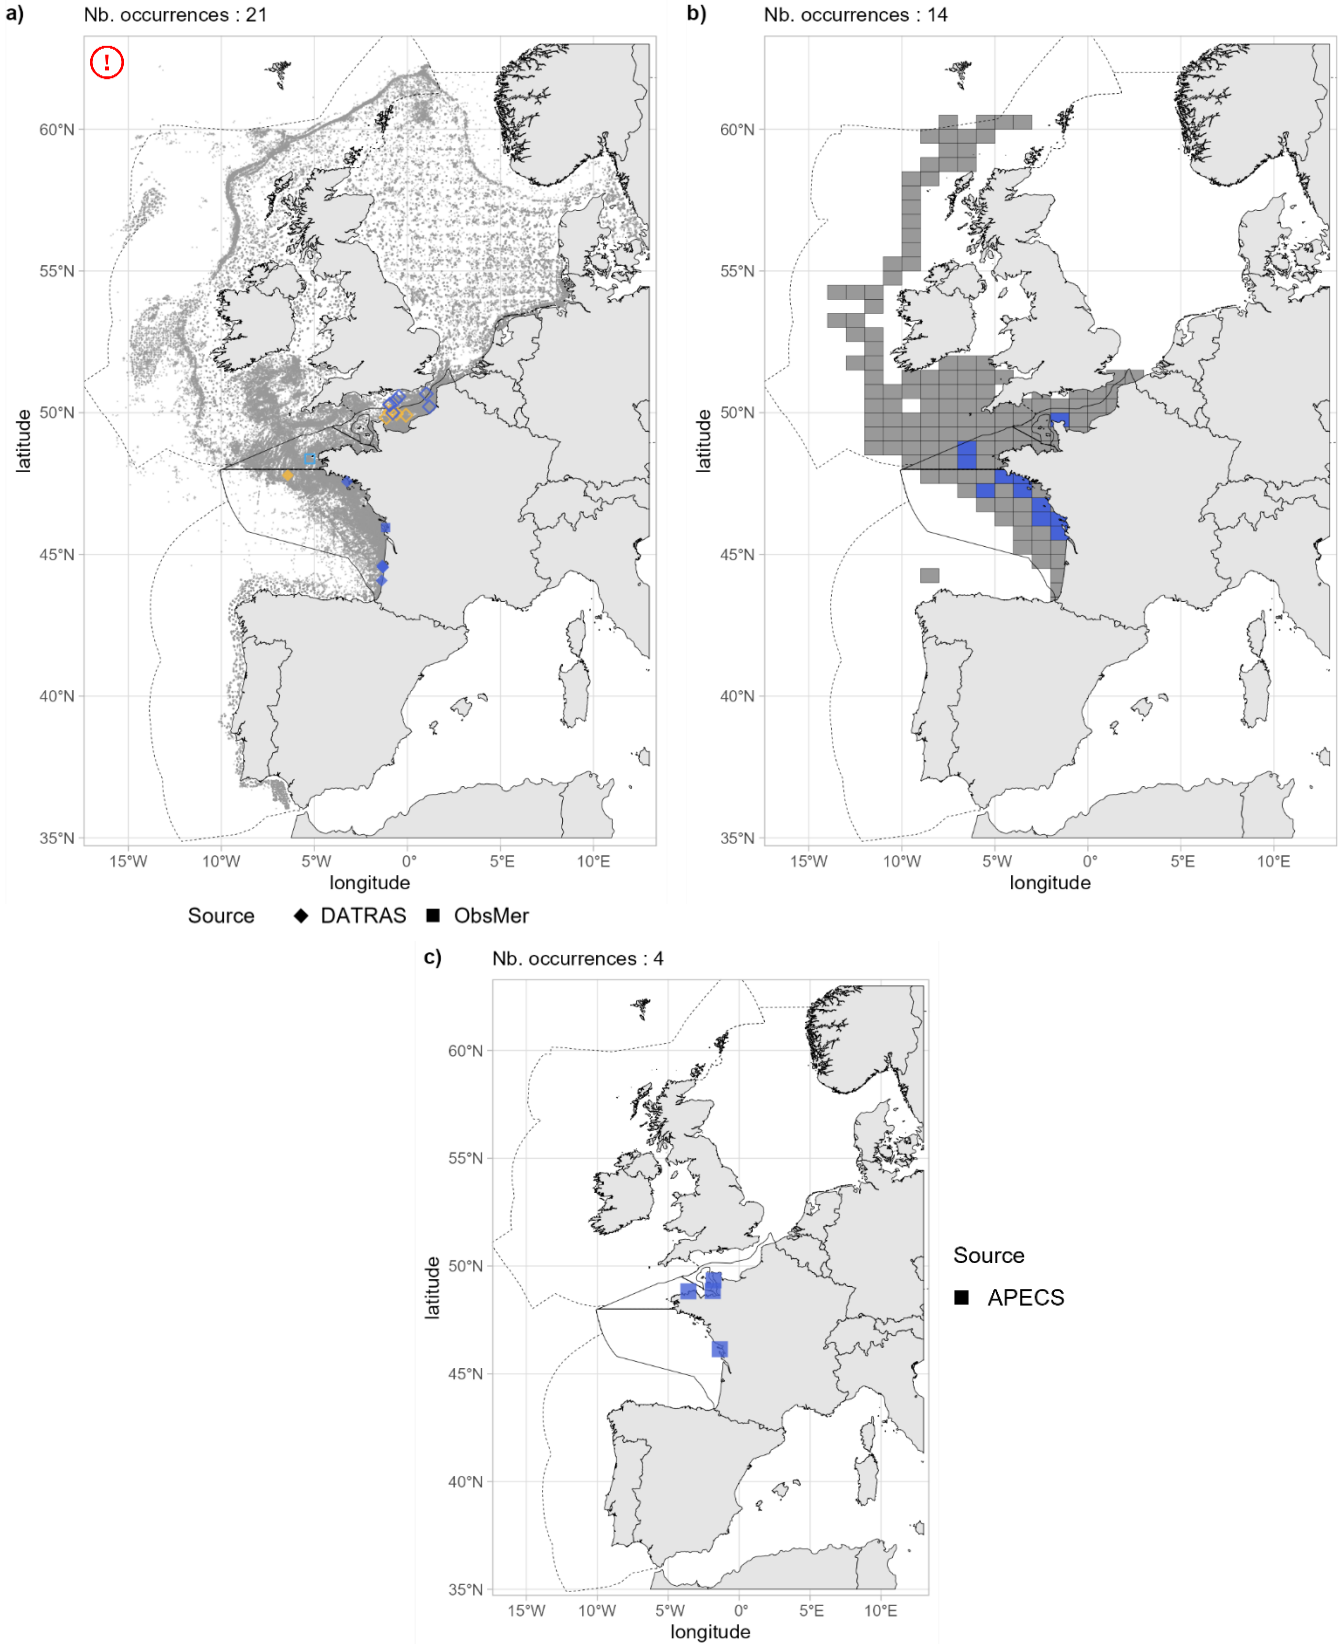 a)
Nb. occurrences : 21
!
60°N
55°N
50°N
45°N
40°N
35°N
latitude
15°W 10°W 5°W 0° 5°E 10°E
longitude
Source DATRAS ObsMer
b)
Nb. occurrences : 14
60°N
55°N
50°N
45°N
40°N
35°N
latitude
15°W 10°W 5°W 0° 5°E 10°E
longitude
c)
Nb. occurrences : 4
60°N
55°N
50°N
45°N
40°N
35°N
latitude
15°W 10°W 5°W 0° 5°E 10°E
longitude
Source
APECS